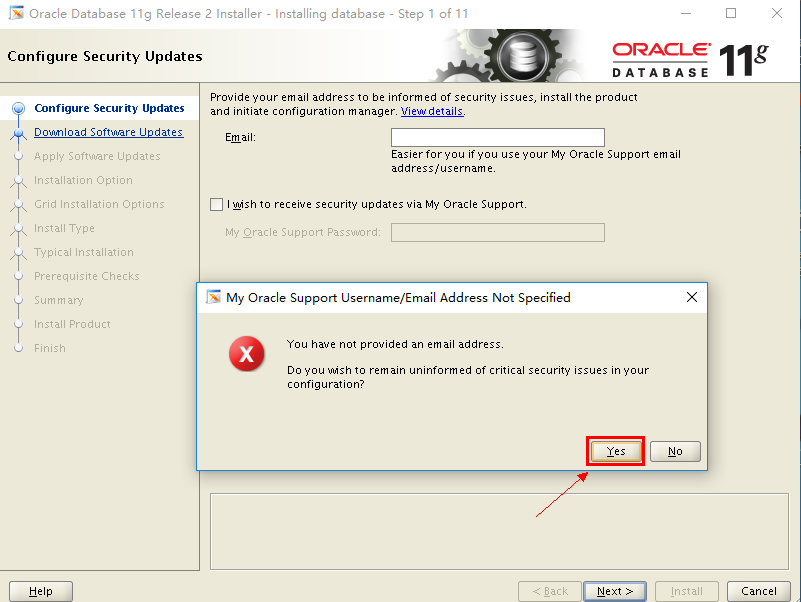 Oracle Database 11g Release 2 Installer - Installing database - Step 1 of 11
Configure Security Updates
ORACLE
DATABASE
11g
Configure Security Updates
Download Software Updates
Apply Software Updates
Installation Option
Grid Installation Options
Install Type
Typical Installation
Prerequisite Checks
Summary
Install Product
Finish
Provide your email address to be informed of security issues, install the product
and initiate configuration manager. View details.
Email:
Easier for you if you use your My Oracle Support email
address/username.
I wish to receive security updates via My Oracle Support.
My Oracle Support Password:
My Oracle Support Username/Email Address Not Specified
You have not provided an email address.
Do you wish to remain uninformed of critical security issues in your
configuration?
Yes
No
Help
< Back
Next >
Install
Cancel